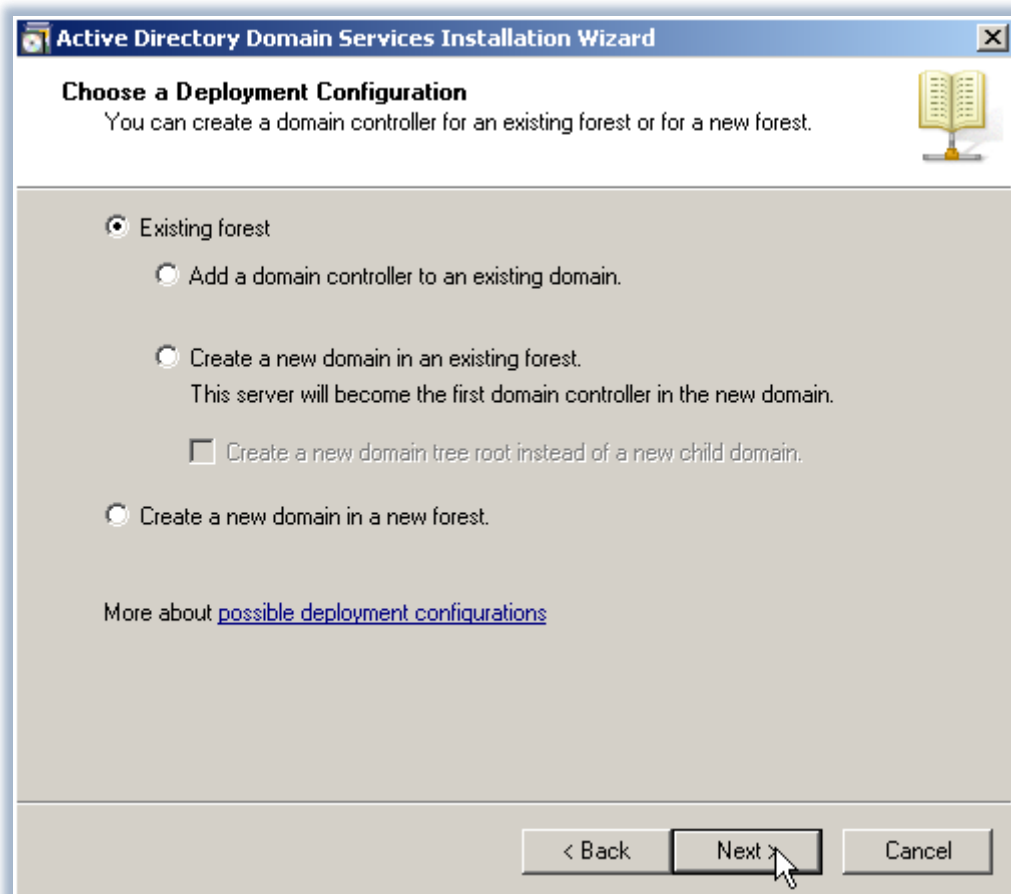 Active Directory Domain Services Installation Wizard
Choose a Deployment Configuration
You can create a domain controller for an existing forest or for a new forest.
Existing forest
Add a domain controller to an existing domain.
Create a new domain in an existing forest.
This server will become the first domain controller in the new domain.
Create a new domain tree root instead of a new child domain.
Create a new domain in a new forest.
More about possible deployment configurations
< Back Next > Cancel